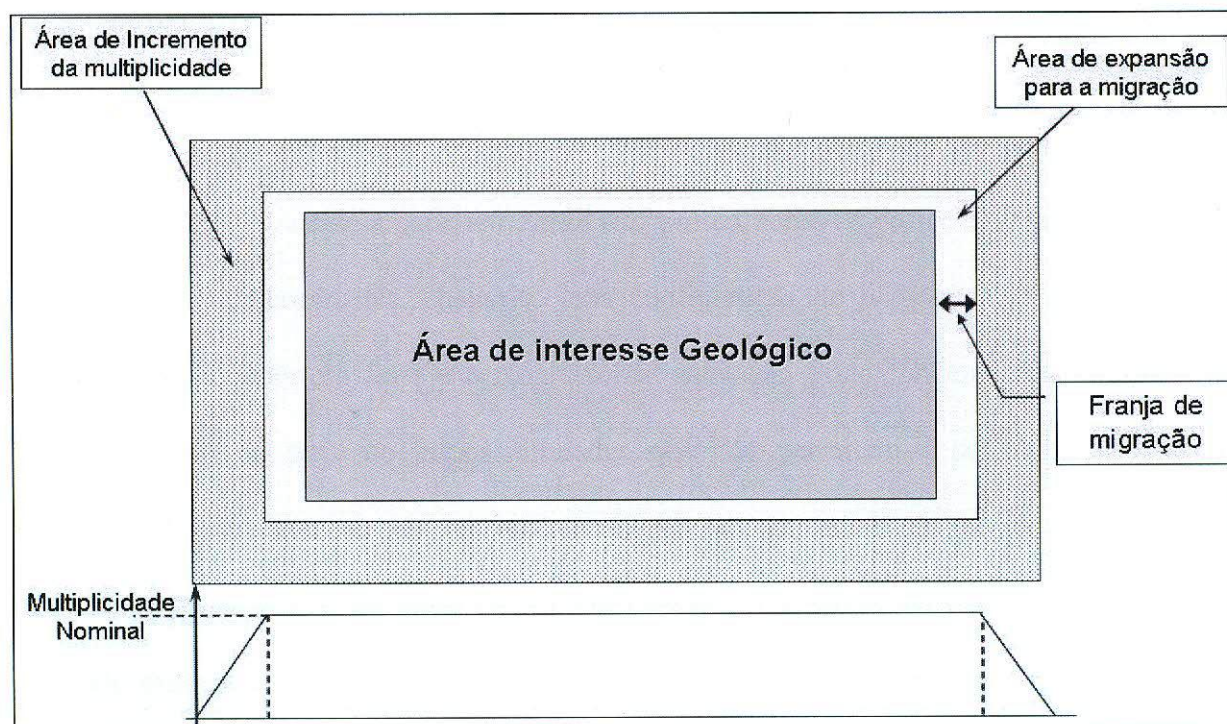 Área de Incremento
da multiplicidade
Área de expansão
para a migração
Área de interesse Geológico
Franja de
migração
Multiplicidade
Nominal